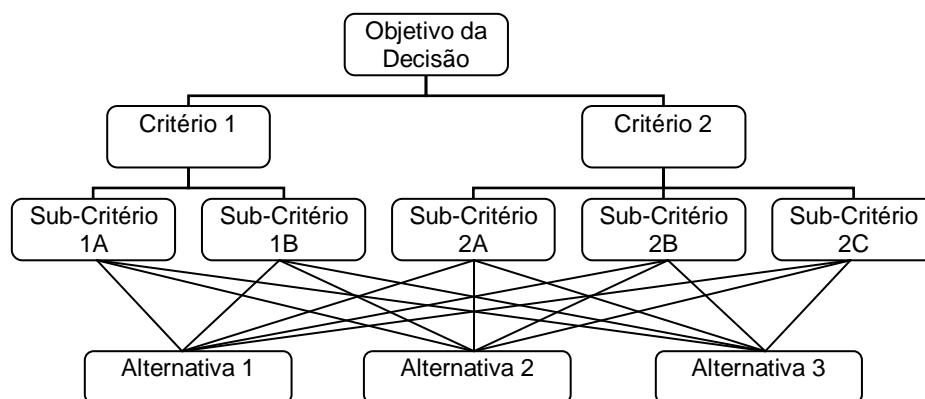 Objetivo da
Decisão
Critério 1
Critério 2
Sub-Critério
1A
Sub-Critério
1B
Sub-Critério
2A
Sub-Critério
2B
Sub-Critério
2C
Alternativa 1
Alternativa 2
Alternativa 3